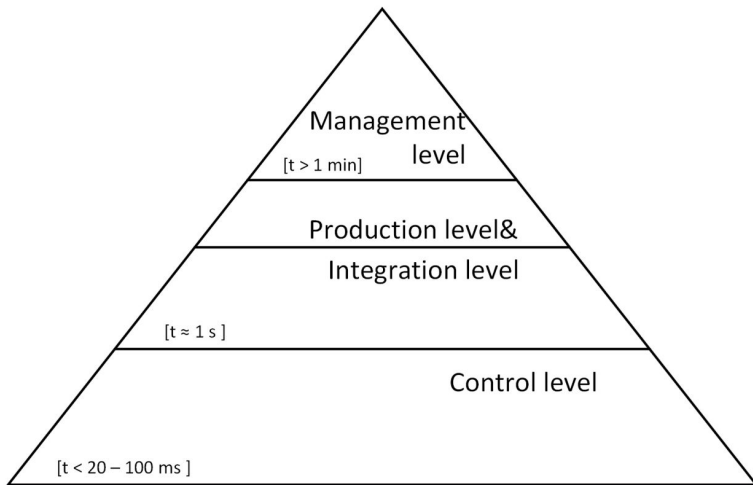 Management
level
[t > 1 min]
Production level&
Integration level
[t ≈ 1 s ]
Control level
[t < 20 – 100 ms ]